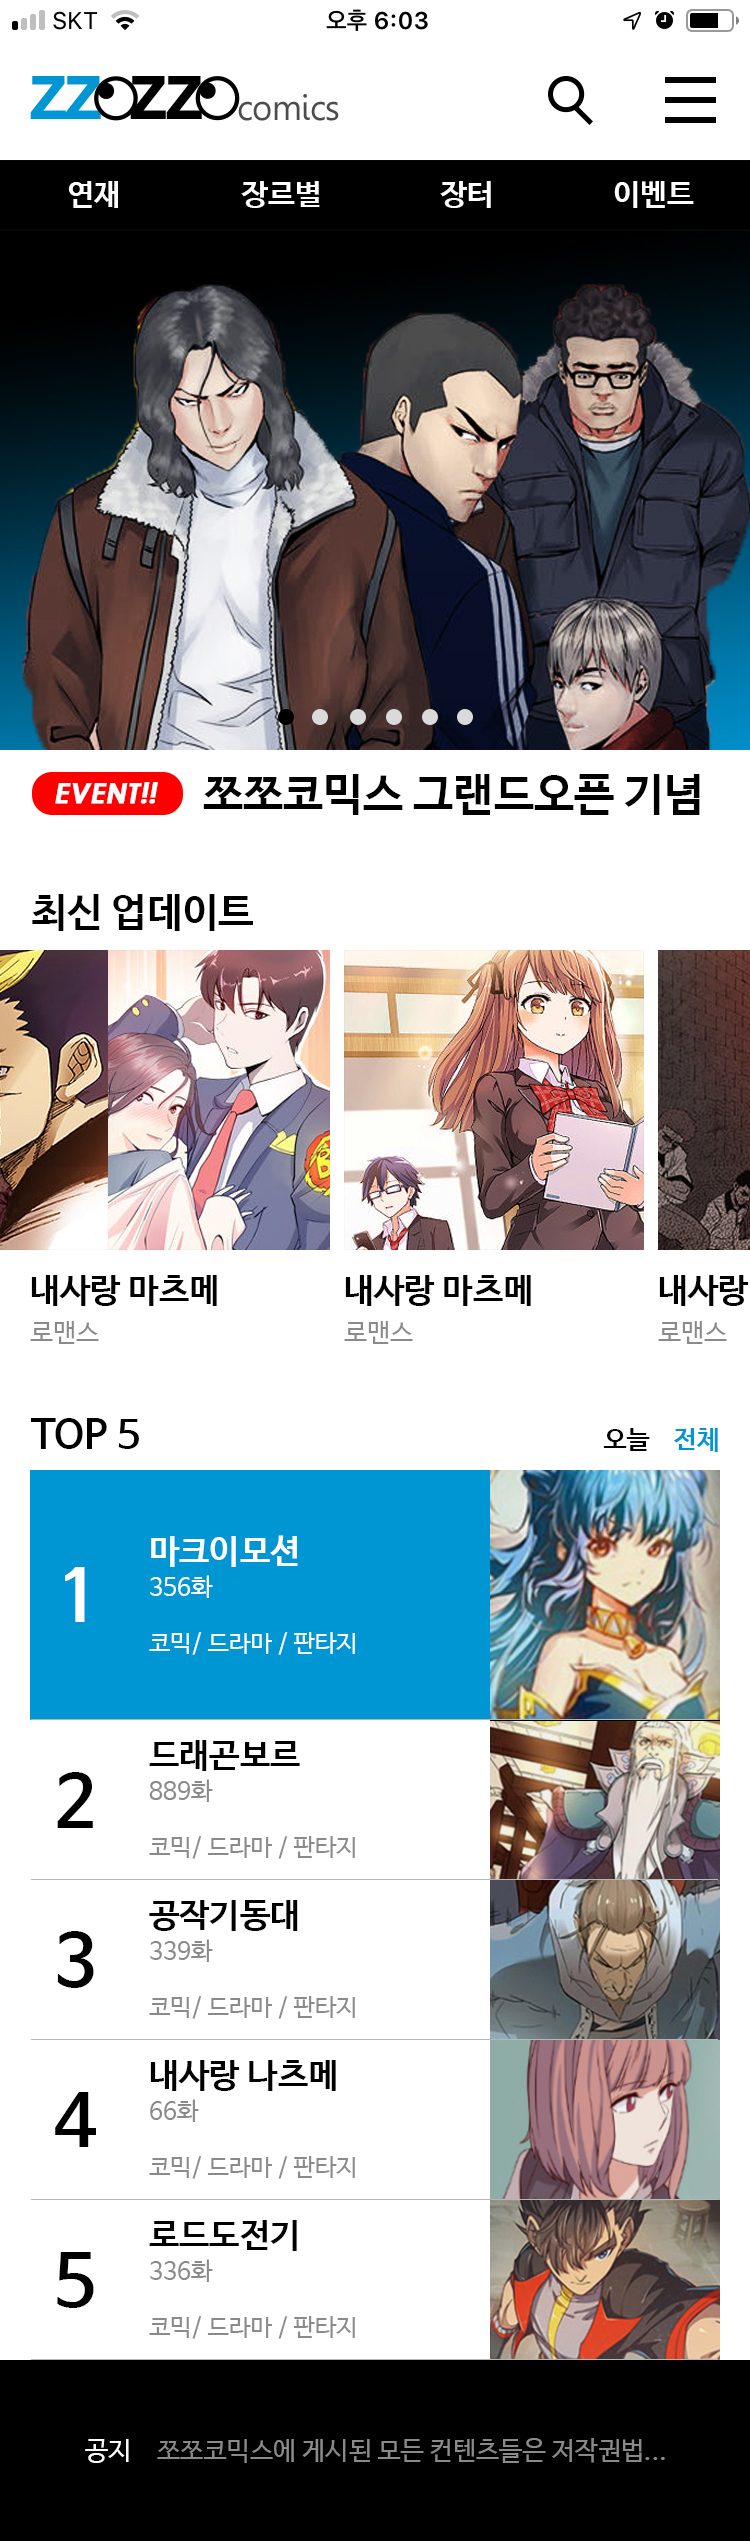 SKT 오후 6:03
ZZOZZO comics
연재 장르별 장터 이벤트
EVENT!! 쪼쪼코믹스 그랜드오픈 기념
최신 업데이트
내사랑 마츠메 내사랑 마츠메 내사랑
로맨스 로맨스 로맨스
TOP 5 오늘 전체
1 마크이모션
356화
코믹/ 드라마 / 판타지
2 드래곤보르
889화
코믹/ 드라마 / 판타지
3 공작기동대
339화
코믹/ 드라마 / 판타지
4 내사랑 나츠메
66화
코믹/ 드라마 / 판타지
5 로드도전기
336화
코믹/ 드라마 / 판타지
공지 쪼쪼코믹스에 게시된 모든 컨텐츠들은 저작권법...